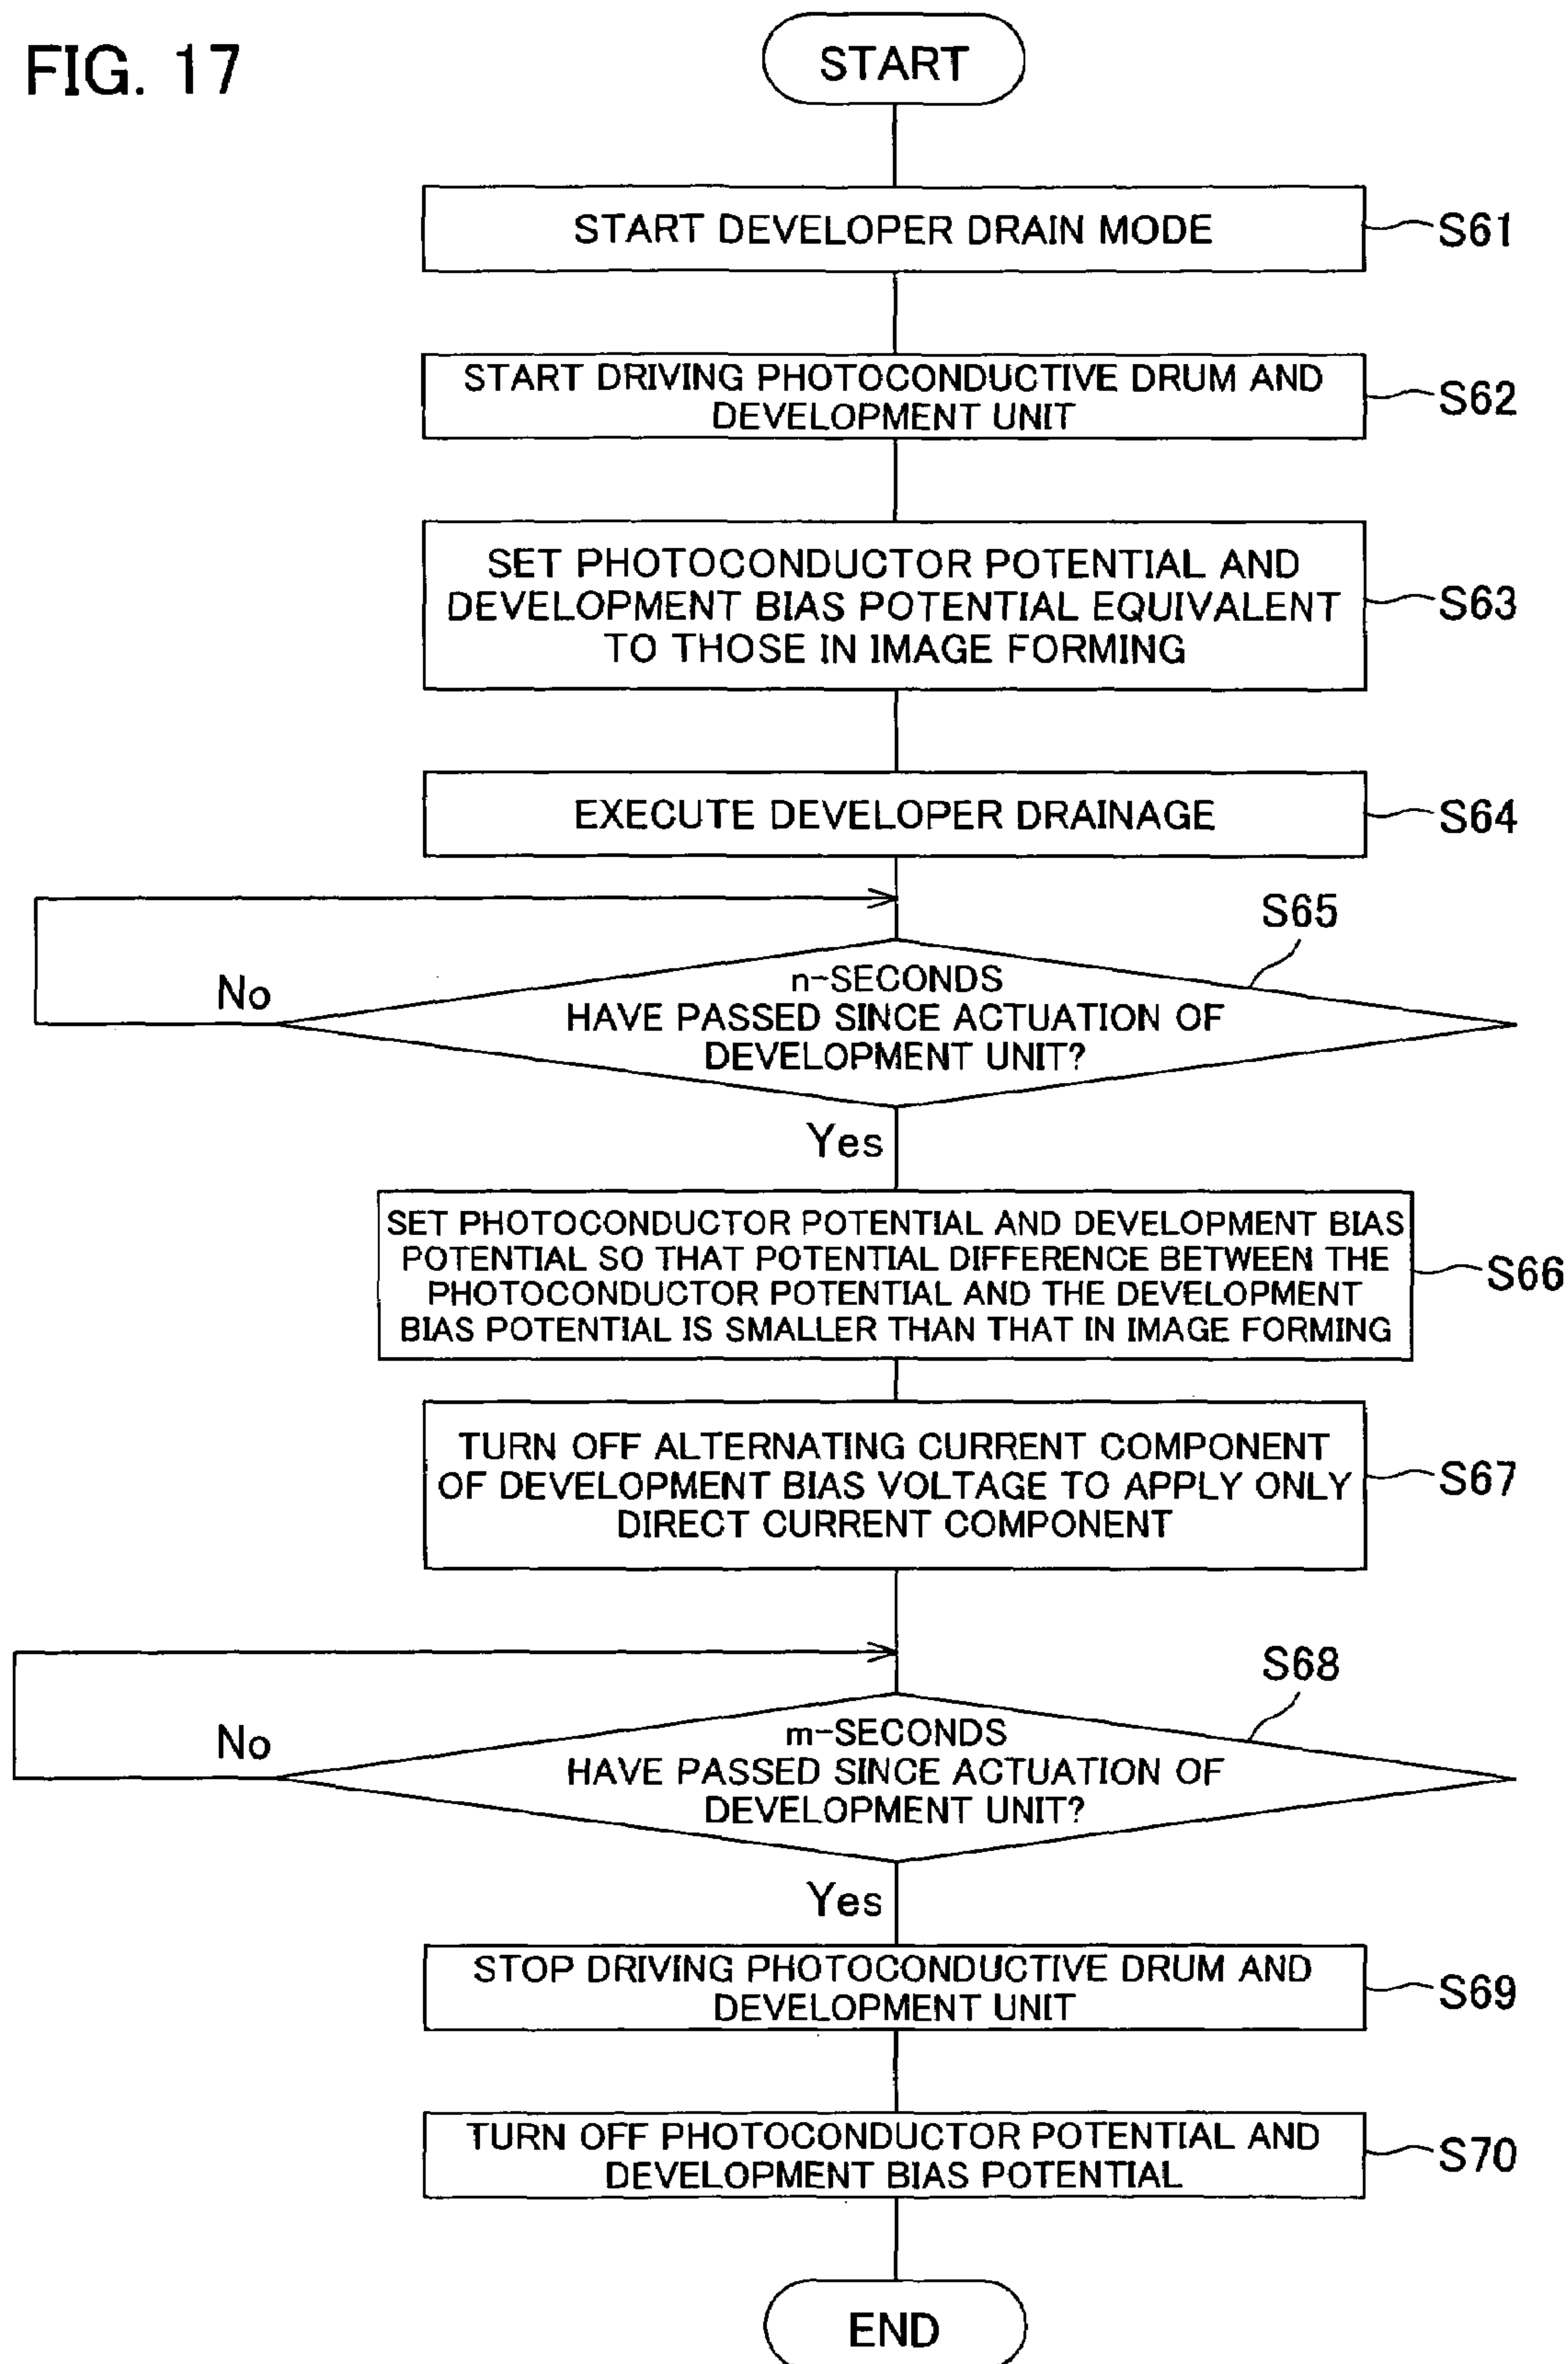 FIG. 17
START
START DEVELOPER DRAIN MODE
S61
START DRIVING PHOTOCONDUCTIVE DRUM AND
DEVELOPMENT UNIT
S62
SET PHOTOCONDUCTOR POTENTIAL AND
DEVELOPMENT BIAS POTENTIAL EQUIVALENT
TO THOSE IN IMAGE FORMING
S63
EXECUTE DEVELOPER DRAINAGE
S64
S65
n-SECONDS
HAVE PASSED SINCE ACTUATION OF
DEVELOPMENT UNIT?
No
Yes
SET PHOTOCONDUCTOR POTENTIAL AND DEVELOPMENT BIAS
POTENTIAL SO THAT POTENTIAL DIFFERENCE BETWEEN THE
PHOTOCONDUCTOR POTENTIAL AND THE DEVELOPMENT
BIAS POTENTIAL IS SMALLER THAN THAT IN IMAGE FORMING
S66
TURN OFF ALTERNATING CURRENT COMPONENT
OF DEVELOPMENT BIAS VOLTAGE TO APPLY ONLY
DIRECT CURRENT COMPONENT
S67
S68
m-SECONDS
HAVE PASSED SINCE ACTUATION OF
DEVELOPMENT UNIT?
No
Yes
STOP DRIVING PHOTOCONDUCTIVE DRUM AND
DEVELOPMENT UNIT
S69
TURN OFF PHOTOCONDUCTOR POTENTIAL AND
DEVELOPMENT BIAS POTENTIAL
S70
END